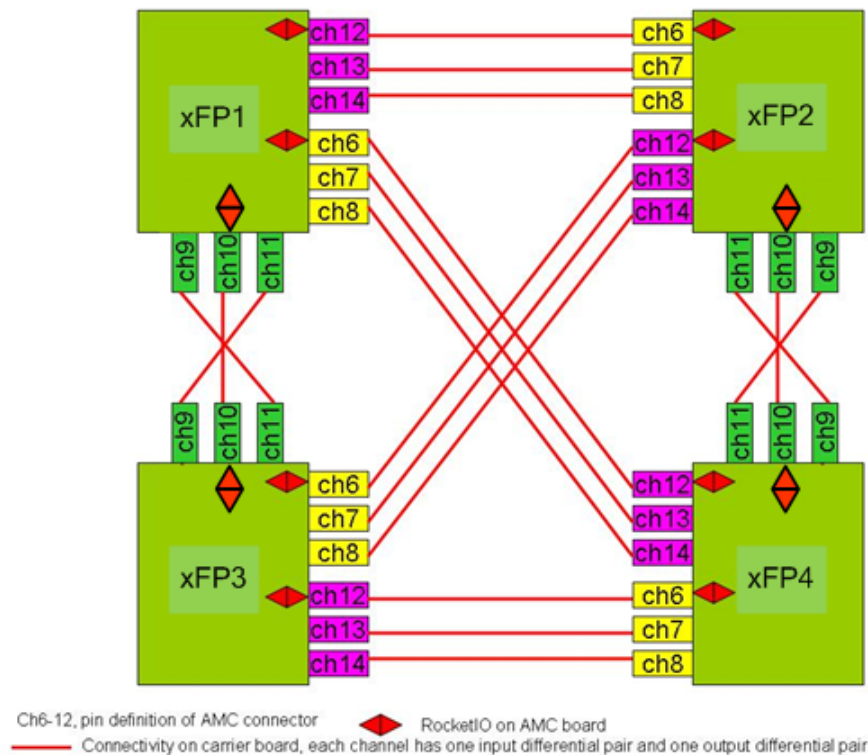 ch12 ch6
ch13 ch7
ch14 ch8
xFP1 xFP2
ch6 ch12
ch7 ch13
ch8 ch14
ch9 ch10 ch11 ch11 ch10 ch9
ch9 ch10 ch11 ch11 ch10 ch9
ch6 ch12
ch7 ch13
ch8 ch14
xFP3 xFP4
ch12 ch6
ch13 ch7
ch14 ch8
Ch6-12, pin definition of AMC connector RocketIO on AMC board
Connectivity on carrier board, each channel has one input differential pair and one output differential pair